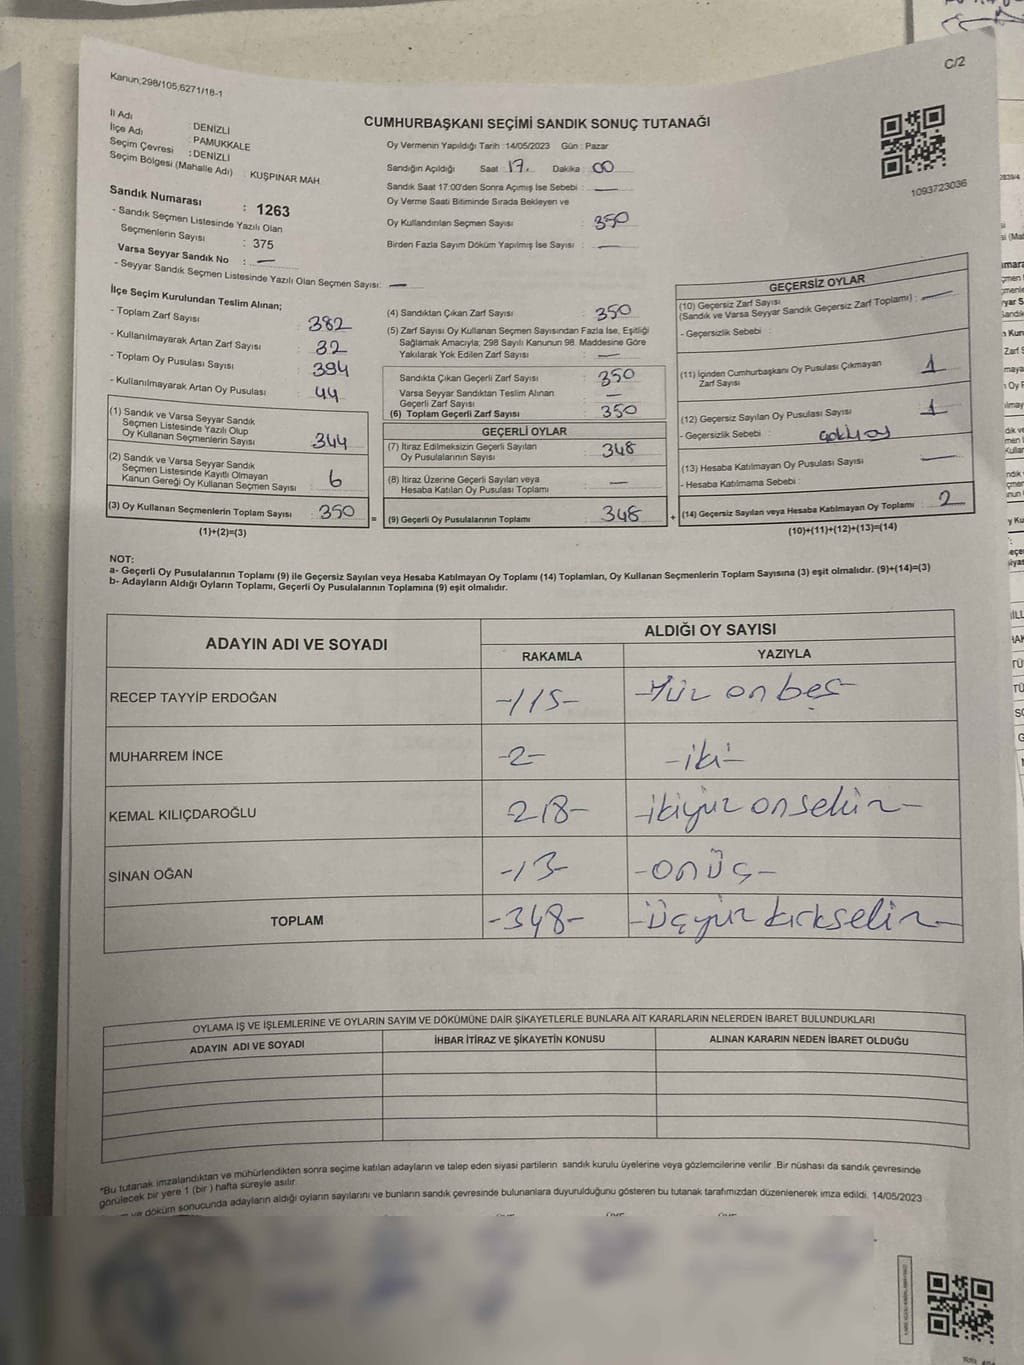 C/2
Kanun;298/105,6271/18-1
1093723036
İl Adı : DENİZLİ
İlçe Adı : PAMUKKALE
Seçim Çevresi : DENİZLİ
Seçim Bölgesi (Mahalle Adı) : KUŞPINAR MAH
Sandık Numarası : 1263
- Sandık Seçmen Listesinde Yazılı Olan
Seçmenlerin Sayısı : 375
Varsa Seyyar Sandık No : —
- Seyyar Sandık Seçmen Listesinde Yazılı Olan Seçmen Sayısı: —
CUMHURBAŞKANI SEÇİMİ SANDIK SONUÇ TUTANAĞI
Oy Vermenin Yapıldığı Tarih :14/05/2023 Gün : Pazar
Sandığın Açıldığı Saat 17. Dakika : 00
Sandık Saat 17:00'den Sonra Açımış İse Sebebi : —
Oy Verme Saati Bitiminde Sırada Bekleyen ve
Oy Kullandırılan Seçmen Sayısı : 350
Birden Fazla Sayım Döküm Yapılmış İse Sayısı : —
İlçe Seçim Kurulundan Teslim Alınan;
- Toplam Zarf Sayısı : 382
- Kullanılmayarak Artan Zarf Sayısı : 32
- Toplam Oy Pusulası Sayısı : 394
- Kullanılmayarak Artan Oy Pusulası : 44
(1) Sandık ve Varsa Seyyar Sandık
Seçmen Listesinde Yazılı Olup
Oy Kullanan Seçmenlerin Sayısı : 344
(2) Sandık ve Varsa Seyyar Sandık
Seçmen Listesinde Kayıtlı Olmayan
Kanun Gereği Oy Kullanan Seçmen Sayısı : 6
(3) Oy Kullanan Seçmenlerin Toplam Sayısı : 350
(1)+(2)=(3)
(4) Sandıktan Çıkan Zarf Sayısı : 350
(5) Zarf Sayısı Oy Kullanan Seçmen Sayısından Fazla İse, Eşitliği
Sağlamak Amacıyla; 298 Sayılı Kanunun 98. Maddesine Göre
Yakılarak Yok Edilen Zarf Sayısı : —
Sandıkta Çıkan Geçerli Zarf Sayısı : 350
Varsa Seyyar Sandıktan Teslim Alınan
Geçerli Zarf Sayısı : —
(6) Toplam Geçerli Zarf Sayısı : 350
GEÇERLİ OYLAR
(7) İtiraz Edilmeksizin Geçerli Sayılan
Oy Pusulalarının Sayısı : 348
(8) İtiraz Üzerine Geçerli Sayılan veya
Hesaba Katılan Oy Pusulası Toplamı : —
= (9) Geçerli Oy Pusulalarının Toplamı : 348
GEÇERSİZ OYLAR
(10) Geçersiz Zarf Sayısı
(Sandık ve Varsa Seyyar Sandık Geçersiz Zarf Toplamı) : —
- Geçersizlik Sebebi :
(11) İçinden Cumhurbaşkanı Oy Pusulası Çıkmayan
Zarf Sayısı : 1
(12) Geçersiz Sayılan Oy Pusulası Sayısı : 1
- Geçersizlik Sebebi :
(13) Hesaba Katılmayan Oy Pusulası Sayısı : —
- Hesaba Katılmama Sebebi :
+ (14) Geçersiz Sayılan veya Hesaba Katılmayan Oy Toplamı : 2
(10)+(11)+(12)+(13)=(14)
NOT:
a- Geçerli Oy Pusulalarının Toplamı (9) ile Geçersiz Sayılan veya Hesaba Katılmayan Oy Toplamı (14) Toplamları, Oy Kullanan Seçmenlerin Toplam Sayısına (3) eşit olmalıdır. (9)+(14)=(3)
b- Adayların Aldığı Oyların Toplamı, Geçerli Oy Pusulalarının Toplamına (9) eşit olmalıdır.
ADAYIN ADI VE SOYADI ALDIĞI OY SAYISI
RAKAMLA YAZIYLA
RECEP TAYYİP ERDOĞAN -115- -Yüz on beş-
MUHARREM İNCE -2- -iki-
KEMAL KILIÇDAROĞLU 218- -ikiyüz onsekiz-
SİNAN OĞAN -13- -onüç-
TOPLAM -348- -üçyüz kırksekiz-
OYLAMA İŞ VE İŞLEMLERİNE VE OYLARIN SAYIM VE DÖKÜMÜNE DAİR ŞİKAYETLERLE BUNLARA AİT KARARLARIN NELERDEN İBARET BULUNDUKLARI
ADAYIN ADI VE SOYADI İHBAR İTİRAZ VE ŞİKAYETİN KONUSU ALINAN KARARIN NEDEN İBARET OLDUĞU
*Bu tutanak imzalandıktan ve mühürlendikten sonra seçime katılan adayların ve talep eden siyasi partilerin sandık kurulu üyelerine veya gözlemcilerine verilir .Bir nüshası da sandık çevresinde
görülecek bir yere 1 (bir ) hafta süreyle asılır.
ve döküm sonucunda adayların aldığı oyların sayılarını ve bunların sandık çevresinde bulunanlara duyurulduğunu gösteren bu tutanak tarafımızdan düzenlenerek imza edildi. 14/05/2023